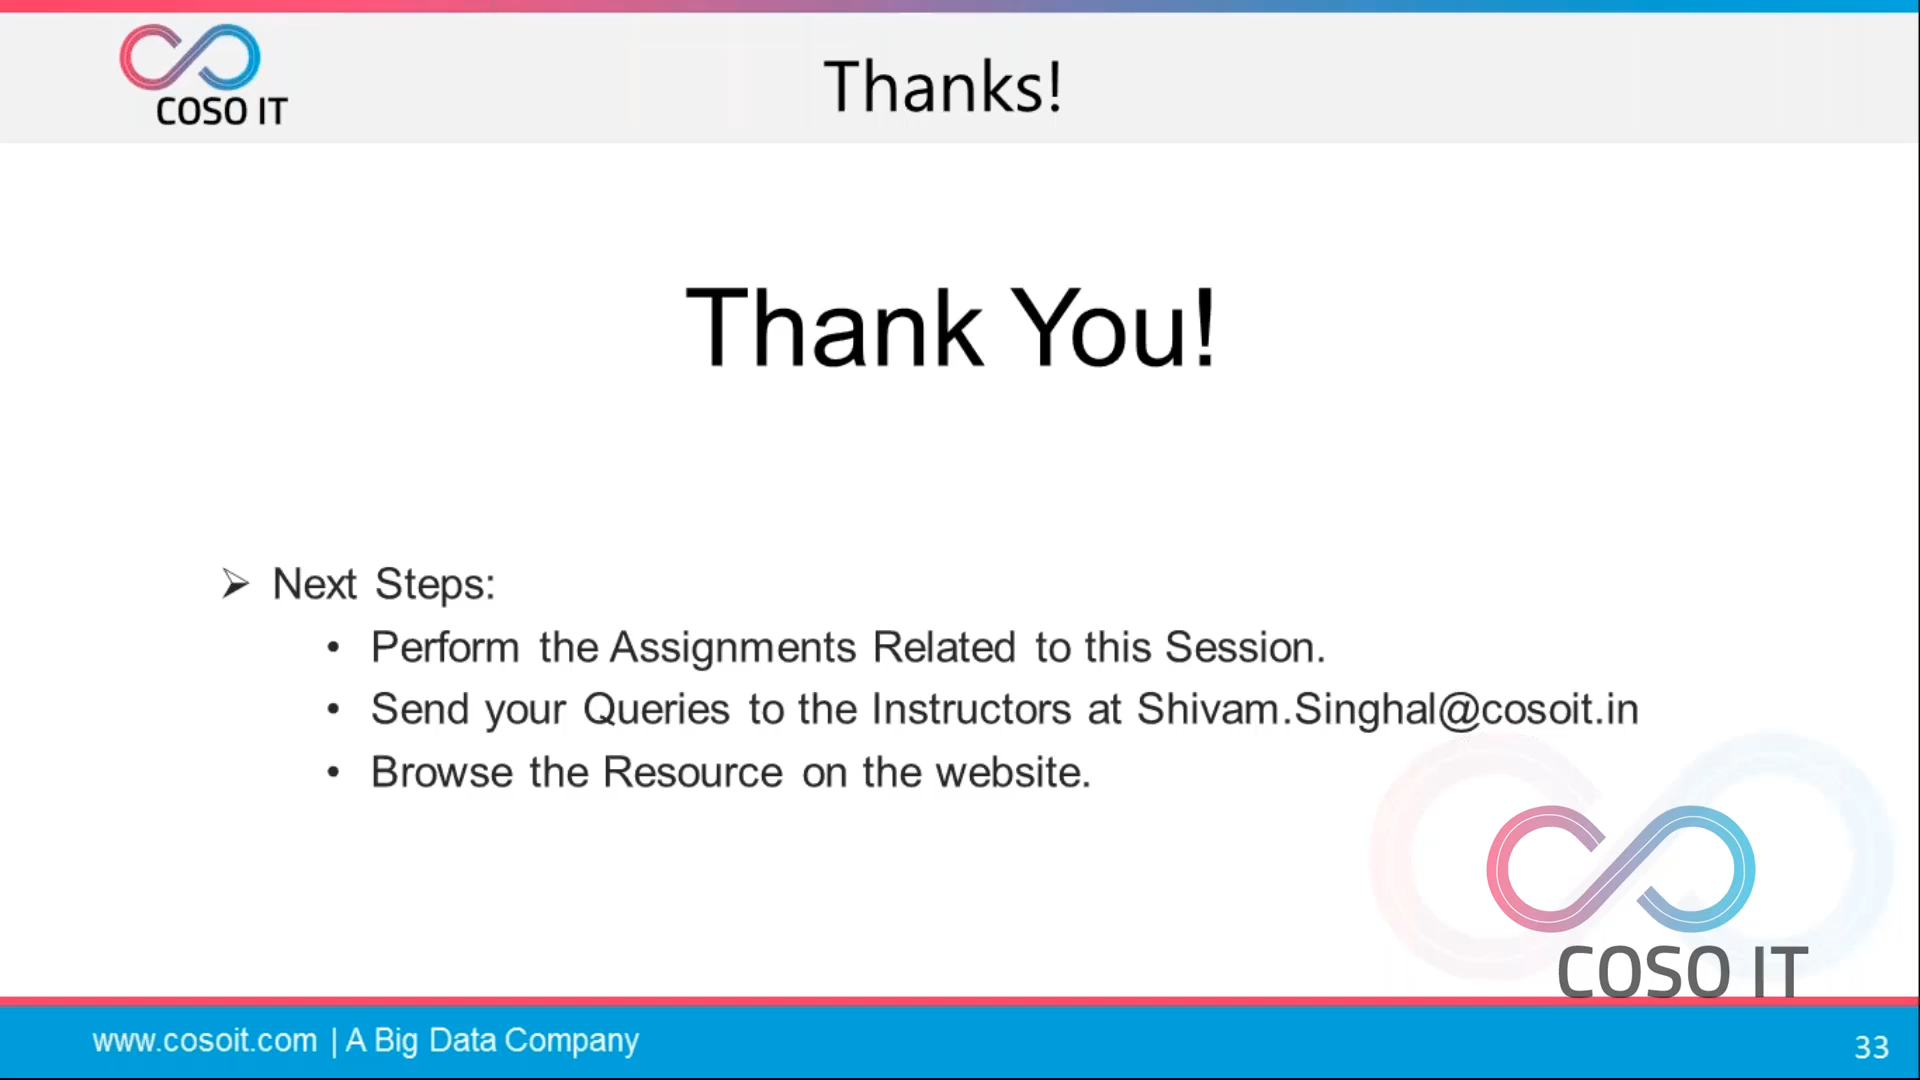 COSO IT
Thanks!
Thank You!
➢ Next Steps:
• Perform the Assignments Related to this Session.
• Send your Queries to the Instructors at Shivam.Singhal@cosoit.in
• Browse the Resource on the website.
COSO IT
www.cosoit.com | A Big Data Company
33